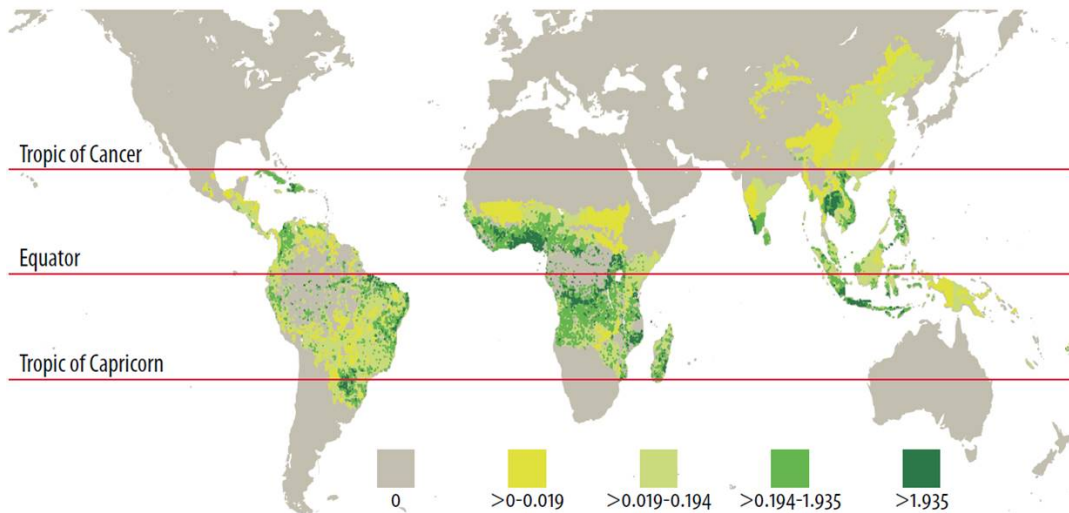 Tropic of Cancer
Equator
Tropic of Capricorn
0
>0-0.019
>0.019-0.194
>0.194-1.935
>1.935